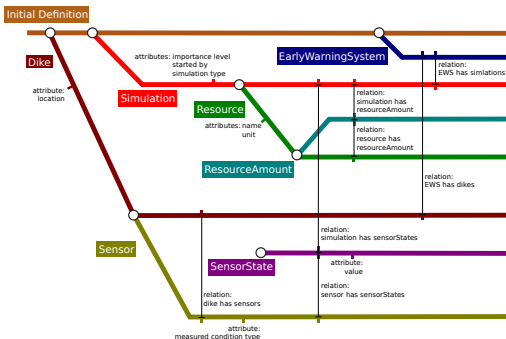 Initial Definition
attributes: importance level
started by
simulation type
EarlyWarningSystem
relation:
EWS has simlations
Dike
attribute:
location
Simulation
Resource
relation:
simulation has
resourceAmount
attributes: name
unit
relation:
resource has
resourceAmount
ResourceAmount
relation:
EWS has dikes
relation:
simulation has sensorStates
Sensor
SensorState
attribute:
value
relation:
dike has sensors
relation:
sensor has sensorStates
attribute:
measured condition type